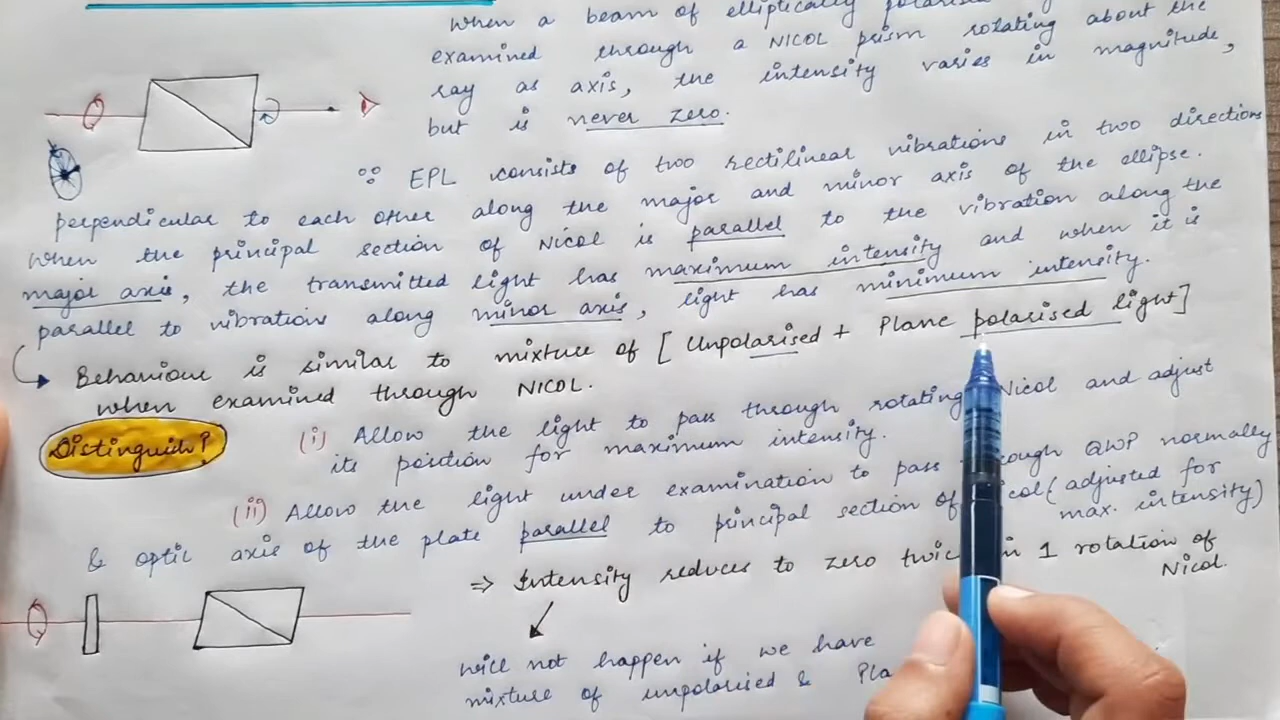 when a beam of elliptically
examined through a NICOL prism rotating about the
ray as axis, the intensity varies in magnitude,
but is never zero.
∵ EPL consists of two rectilinear vibrations in two directions
perpendicular to each other along the major and minor axis of the ellipse.
When the principal section of Nicol is parallel to the vibration along the
major axis, the transmitted light has maximum intensity and when it is
parallel to vibrations along minor axis, light has minimum intensity.
Behaviour is similar to mixture of [Unpolarised + Plane polarised light]
when examined through NICOL.
Distinguish?
(i) Allow the light to pass through rotating Nicol and adjust
its position for maximum intensity.
(ii) Allow the light under examination to pass QWP normally
& optic axis of the plate parallel to principal section of (adjusted for
max. intensity)
⇒ Intensity reduces to zero in 1 rotation of
Nicol.
will not happen if we have
mixture of unpolarised &